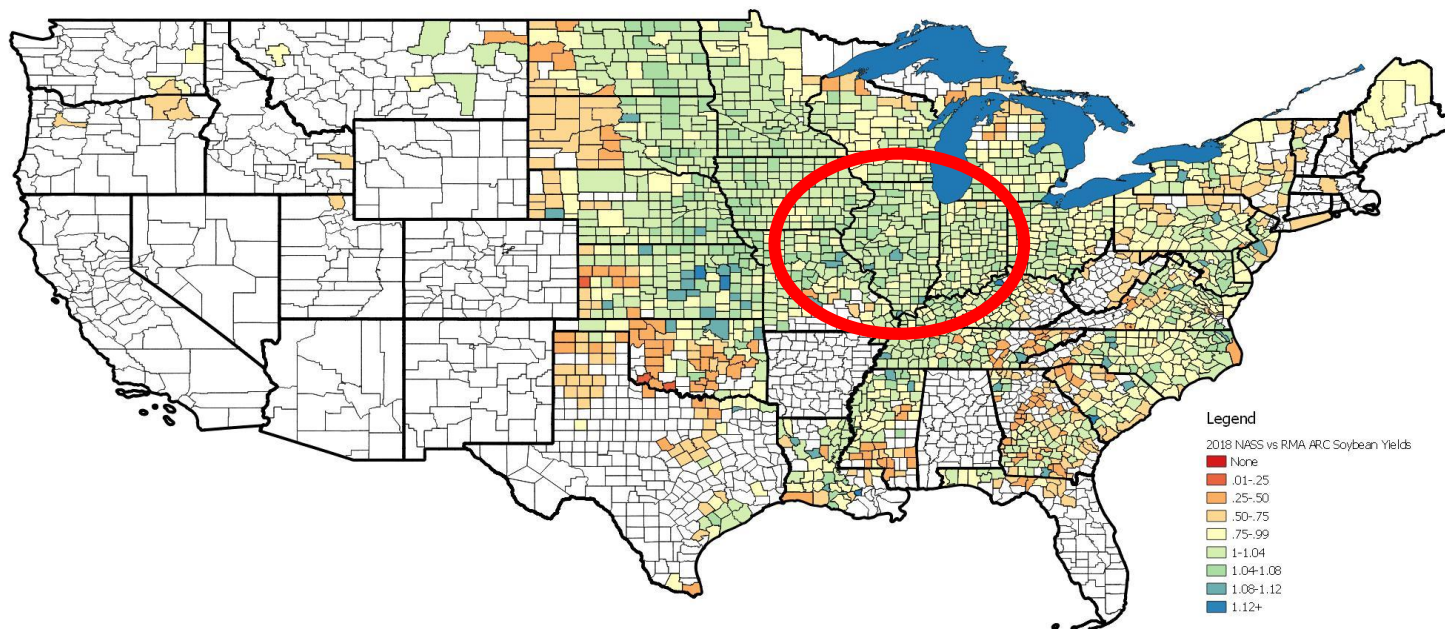 Legend
2018 NASS vs RMA ARC Soybean Yields
None
.01-.25
.25-.50
.50-.75
.75-.99
1-1.04
1.04-1.08
1.08-1.12
1.12+